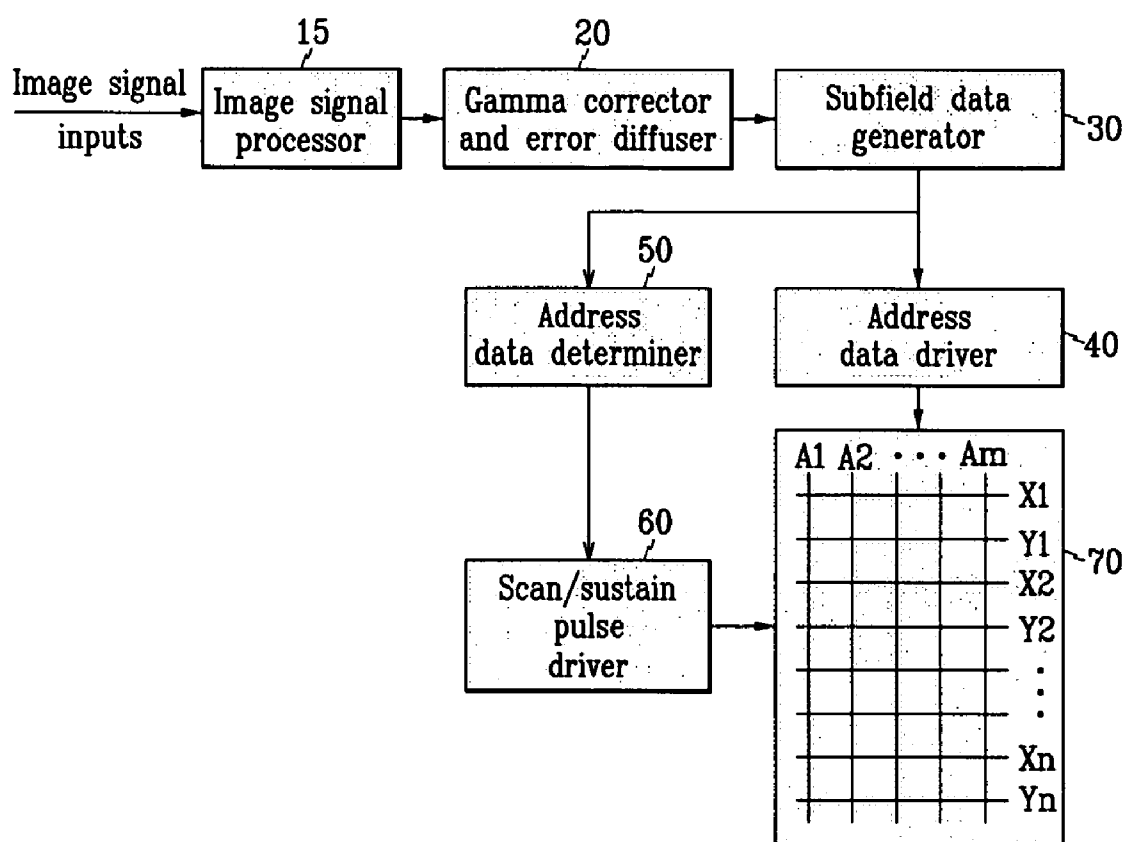 15
20
Image signal
inputs
Image signal
processor
Gamma corrector
and error diffuser
Subfield data
generator
30
50
Address
data determiner
Address
data driver
40
A1 A2 ... Am
X1
Y1
70
X2
Y2
60
Scan/sustain
pulse
driver
Xn
Yn